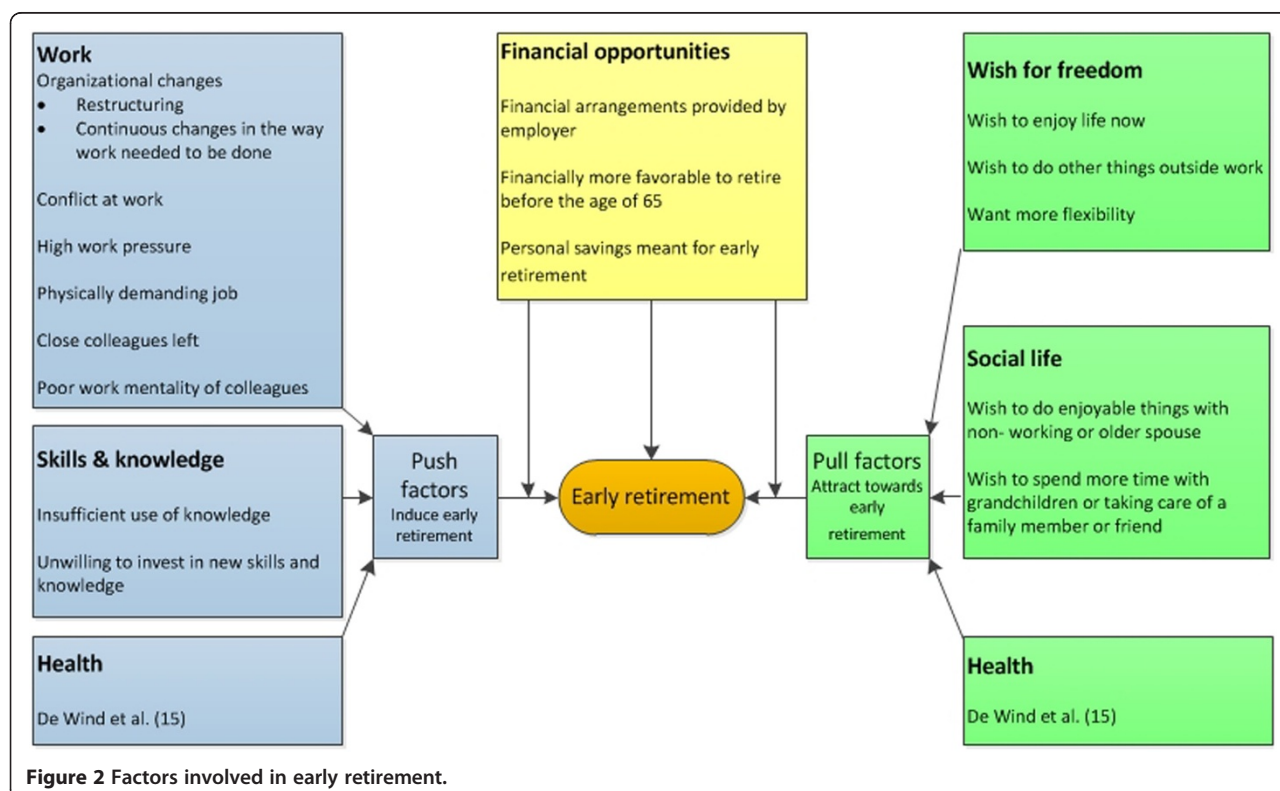 Work
Organizational changes
• Restructuring
• Continuous changes in the way
work needed to be done
Conflict at work
High work pressure
Physically demanding job
Close colleagues left
Poor work mentality of colleagues
Skills & knowledge
Insufficient use of knowledge
Unwilling to invest in new skills and
knowledge
Health
De Wind et al. (15)
Push
factors
Induce early
retirement
Financial opportunities
Financial arrangements provided by
employer
Financially more favorable to retire
before the age of 65
Personal savings meant for early
retirement
Early retirement
Pull factors
Attract towards
early
retirement
Wish for freedom
Wish to enjoy life now
Wish to do other things outside work
Want more flexibility
Social life
Wish to do enjoyable things with
non- working or older spouse
Wish to spend more time with
grandchildren or taking care of a
family member or friend
Health
De Wind et al. (15)
Figure 2 Factors involved in early retirement.